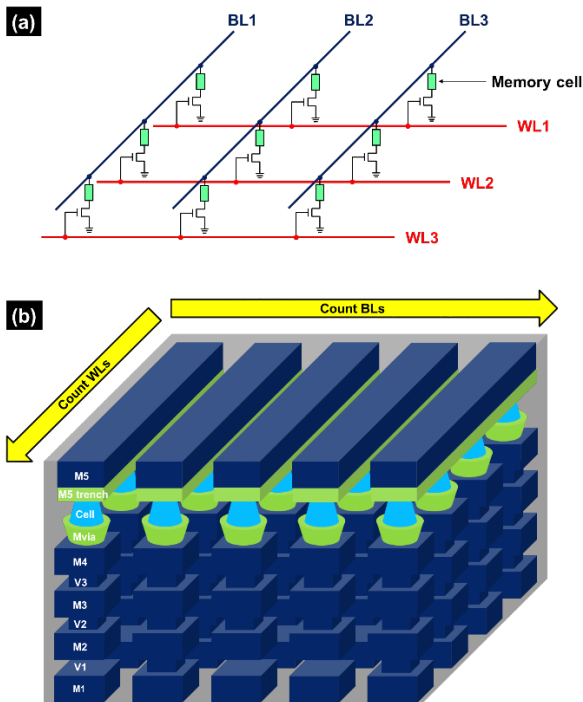 (a)
BL1 BL2 BL3
Memory cell
WL1
WL2
WL3
(b)
Count BLs
Count WLs
M5
M5 trench
Cell
Mvia
M4
V3
M3
V2
M2
V1
M1